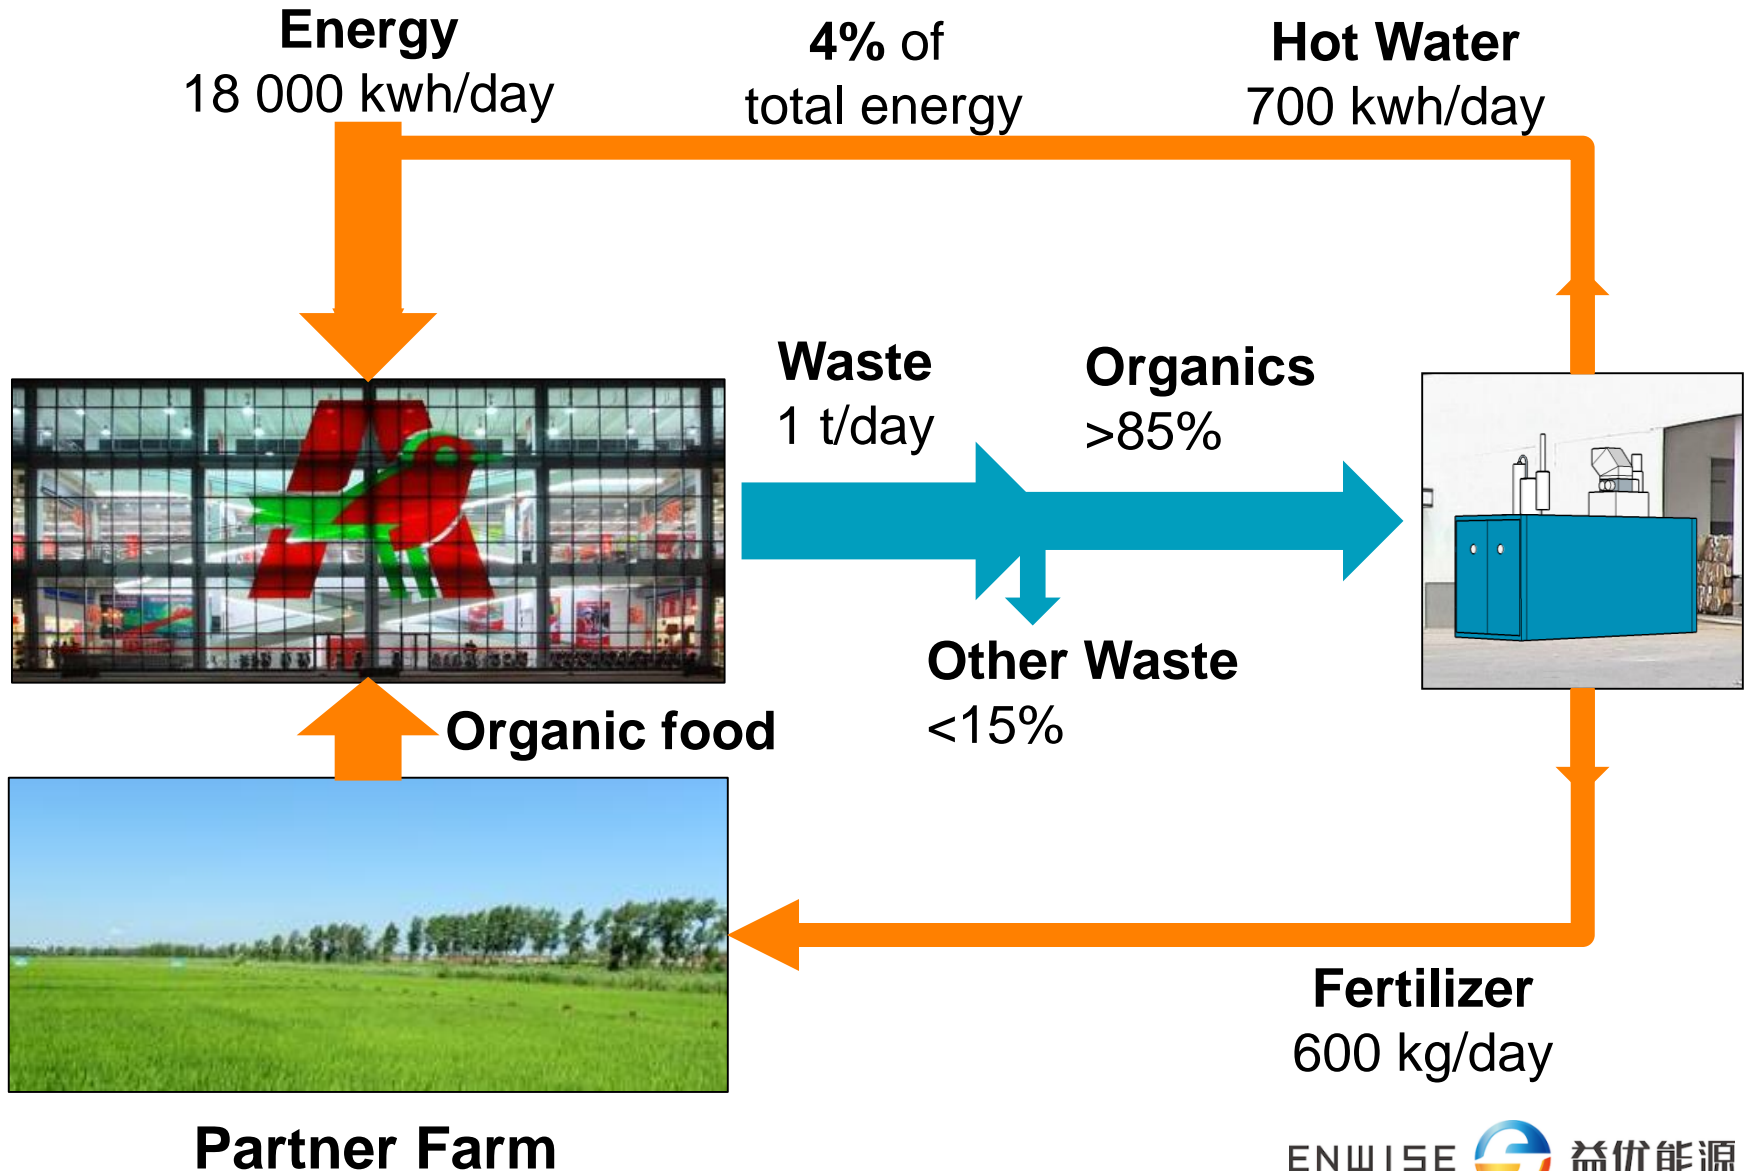 Energy
18 000 kwh/day
4% of
total energy
Hot Water
700 kwh/day
Waste
1 t/day
Organics
>85%
Other Waste
<15%
Organic food
Fertilizer
600 kg/day
Partner Farm
ENWISE 益优能源